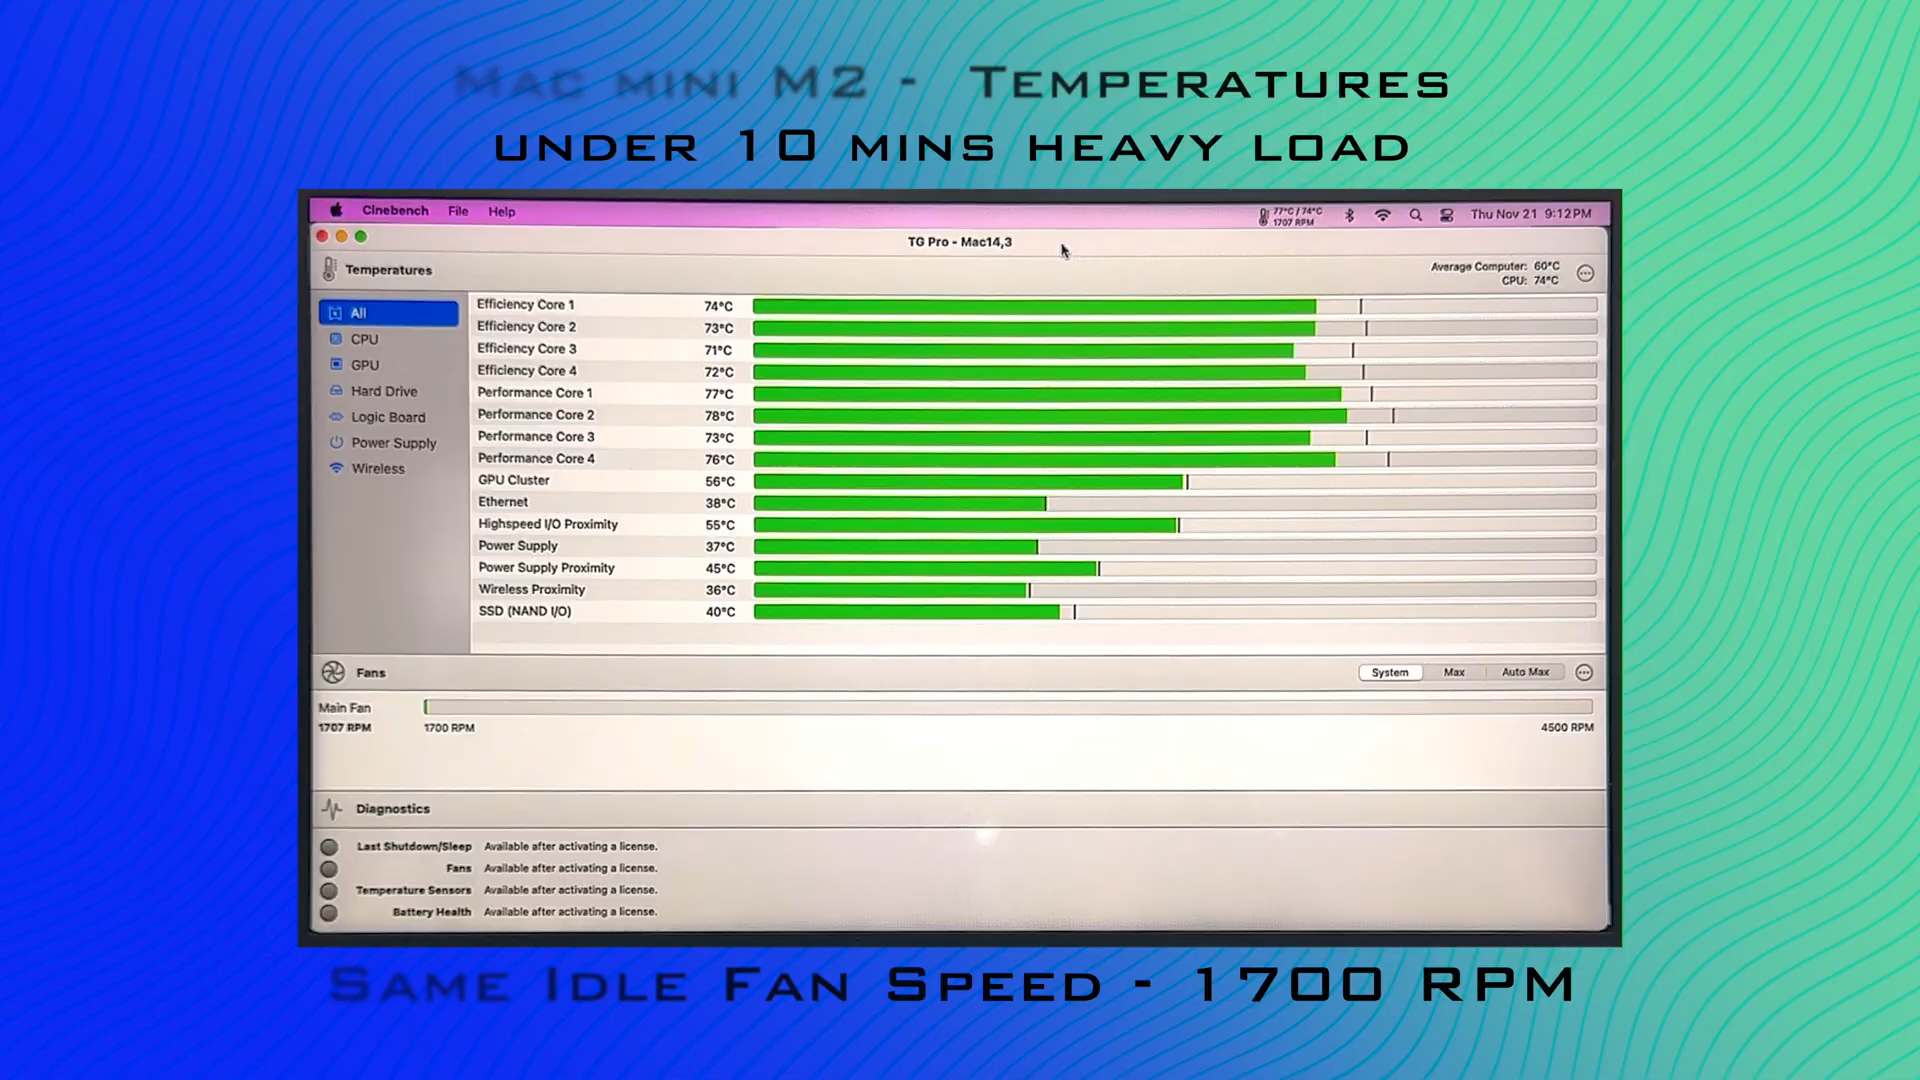 Mac mini M2 - Temperatures
under 10 mins heavy load
Cinebench File Help 77°C / 74°C 1707 RPM Thu Nov 21 9:12 PM
TG Pro - Mac14,3
Temperatures
Average Computer: 60°C
CPU: 74°C
All
CPU
GPU
Hard Drive
Logic Board
Power Supply
Wireless
Efficiency Core 1 74°C
Efficiency Core 2 73°C
Efficiency Core 3 71°C
Efficiency Core 4 72°C
Performance Core 1 77°C
Performance Core 2 78°C
Performance Core 3 73°C
Performance Core 4 76°C
GPU Cluster 56°C
Ethernet 38°C
Highspeed I/O Proximity 55°C
Power Supply 37°C
Power Supply Proximity 45°C
Wireless Proximity 36°C
SSD (NAND I/O) 40°C
Fans System Max Auto Max
Main Fan
1707 RPM 1700 RPM 4500 RPM
Diagnostics
Last Shutdown/Sleep Available after activating a license.
Fans Available after activating a license.
Temperature Sensors Available after activating a license.
Battery Health Available after activating a license.
Same Idle Fan Speed - 1700 RPM